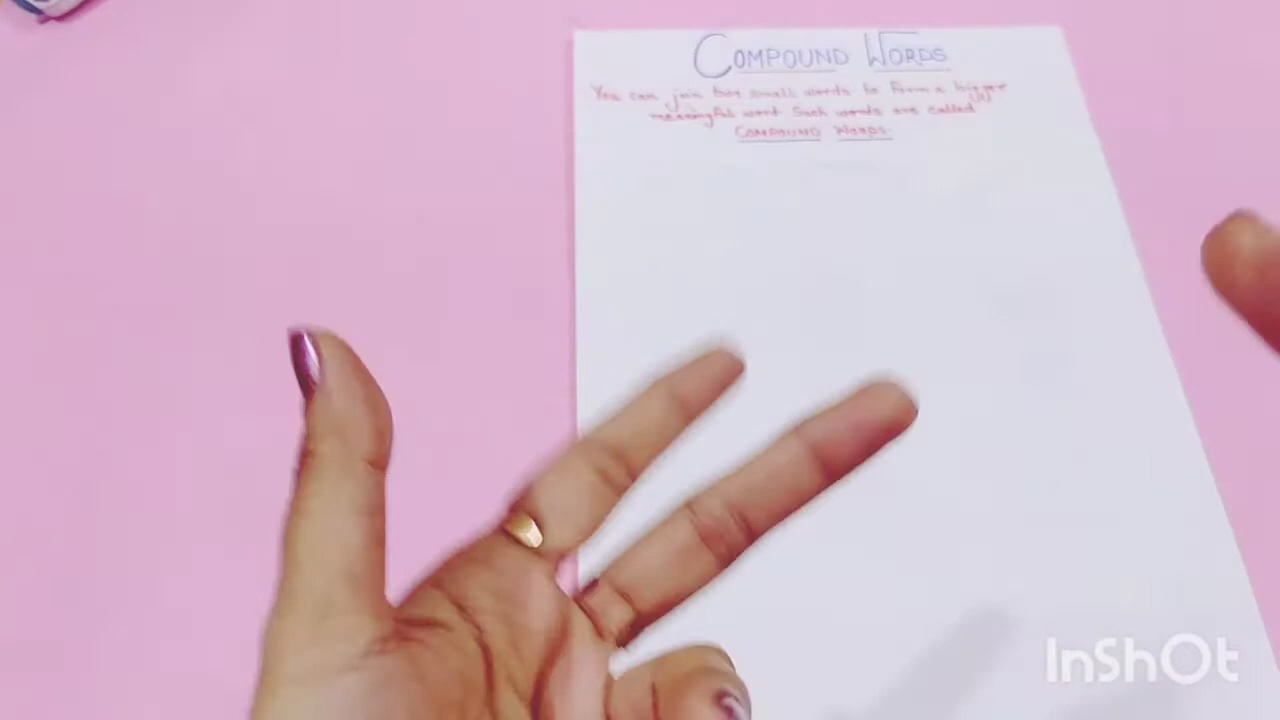 COMPOUND WORDS
You can join two small words to form a bigger
meaningful word. Such words are called
COMPOUND WORDS.
InShOt